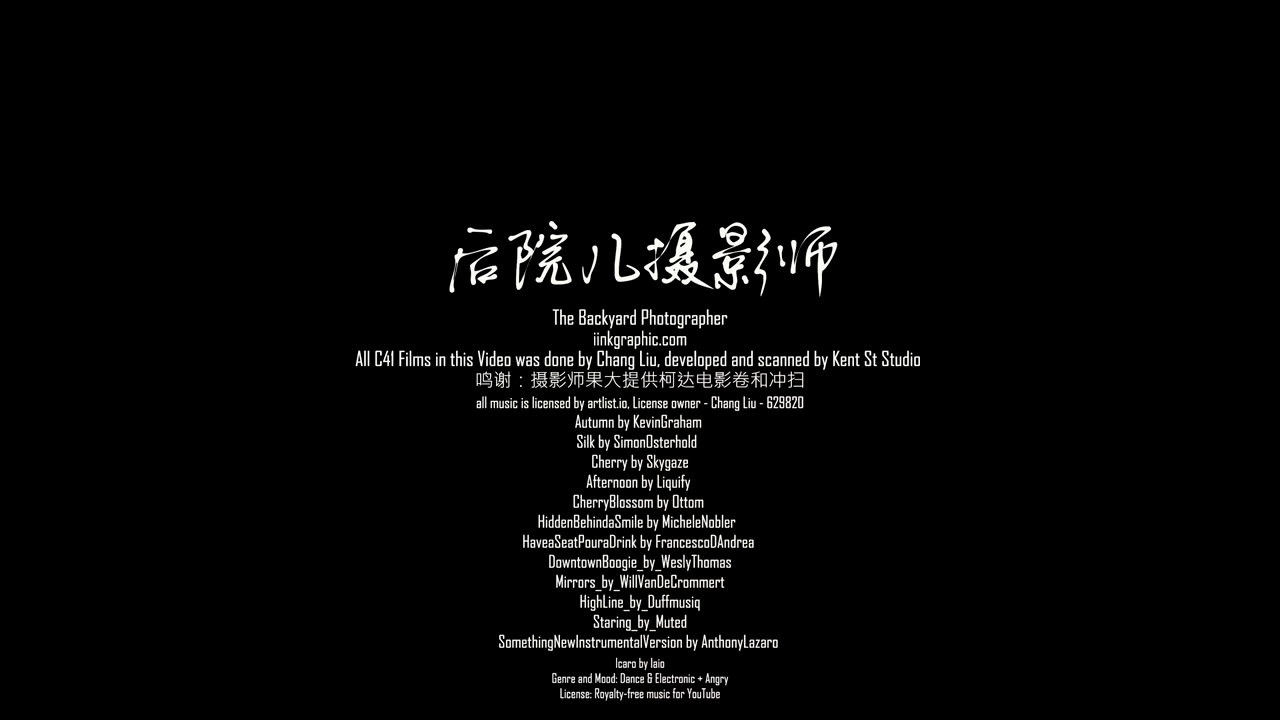 后院儿摄影师
The Backyard Photographer
iinkgraphic.com
All C41 Films in this Video was done by Chang Liu, developed and scanned by Kent St Studio
鸣谢：摄影师果大提供柯达电影卷和冲扫
all music is licensed by artlist.io, License owner - Chang Liu - 629820
Autumn by KevinGraham
Silk by SimonOsterhold
Cherry by Skygaze
Afternoon by Liquify
CherryBlossom by Ottom
HiddenBehindaSmile by MicheleNobler
HaveaSeatPouraDrink by FrancescoDAndrea
DowntownBoogie_by_WeslyThomas
Mirrors_by_WillVanDeCrommert
HighLine_by_Duffmusiq
Staring_by_Muted
SomethingNewInstrumentalVersion by AnthonyLazaro
Icaro by Iaio
Genre and Mood: Dance & Electronic + Angry
License: Royalty-free music for YouTube